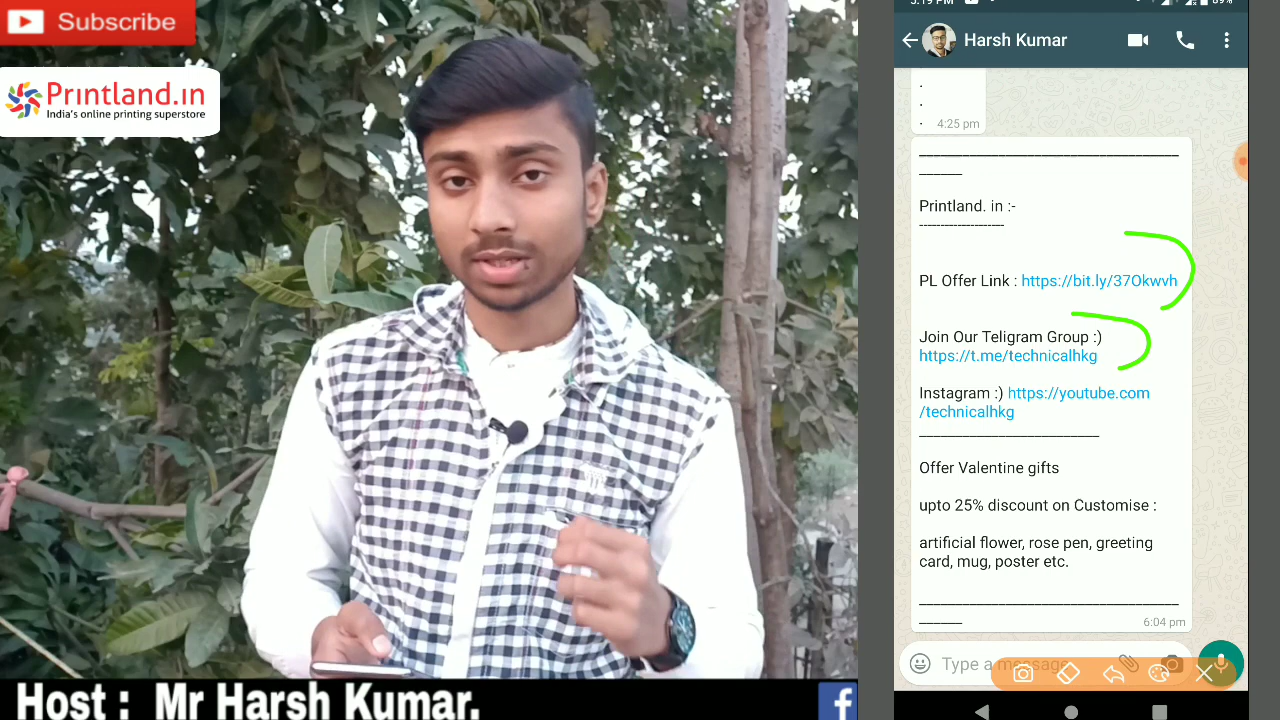 Subscribe
Printland.in
India's online printing superstore
Host : Mr Harsh Kumar.
f
Harsh Kumar
.
.
. 4:25 pm
Printland. in :-
--------------------
PL Offer Link : https://bit.ly/37Okwvh
Join Our Teligram Group :)
https://t.me/technicalhkg
Instagram :) https://youtube.com
/technicalhkg
Offer Valentine gifts
upto 25% discount on Customise :
artificial flower, rose pen, greeting
card, mug, poster etc.
6:04 pm
Type a message